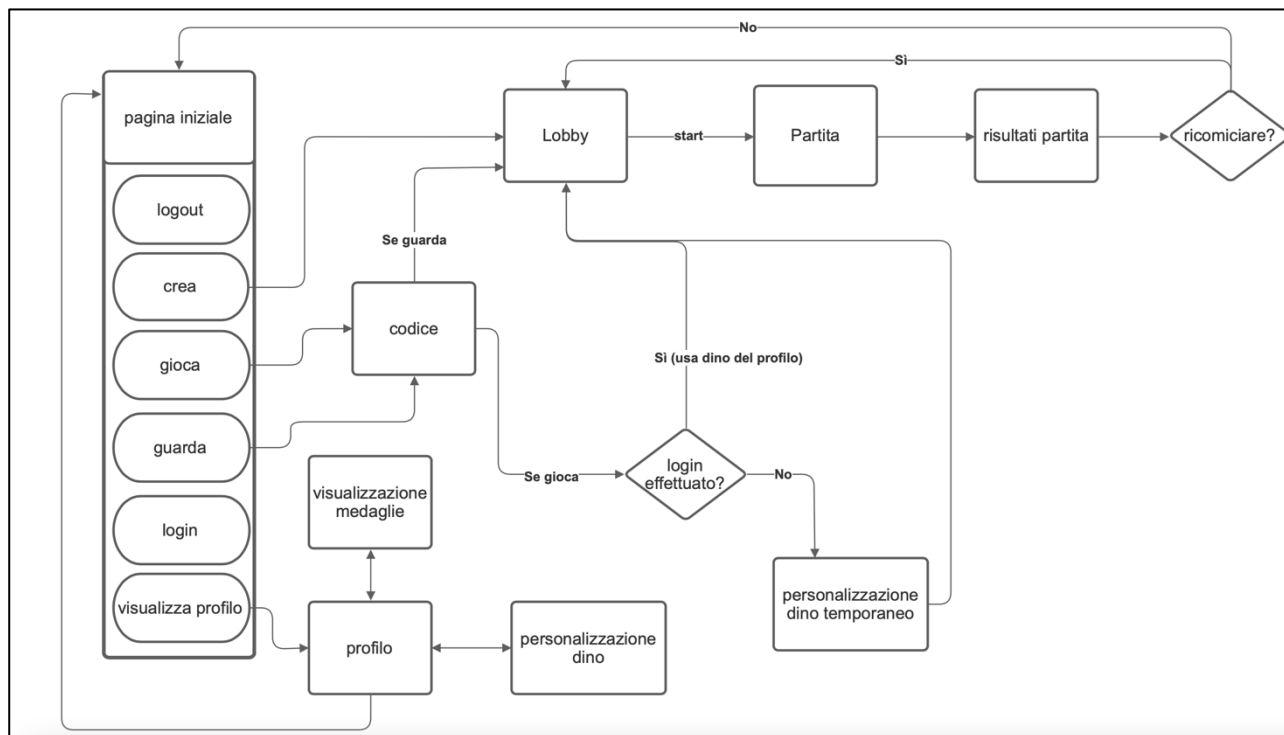 No
Sì
pagina iniziale
Lobby
start
Partita
risultati partita
ricomiciare?
logout
Se guarda
crea
codice
gioca
Sì (usa dino del profilo)
guarda
login
effettuato?
Se gioca
No
visualizzazione
medaglie
login
visualizza profilo
profilo
personalizzazione
dino
personalizzazione
dino temporaneo